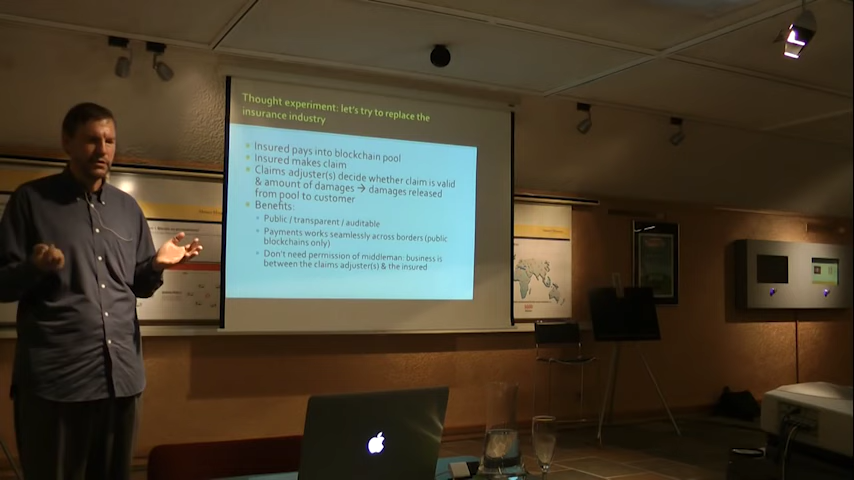 Thought experiment: let's try to replace the
insurance industry
Insured pays into blockchain pool
Insured makes claim
Claims adjuster(s) decide whether claim is valid
& amount of damages → damages released
from pool to customer
Benefits:
Public / transparent / auditable
Payments works seamlessly across borders (public
blockchains only)
Don't need permission of middleman: business is
between the claims adjuster(s) & the insured